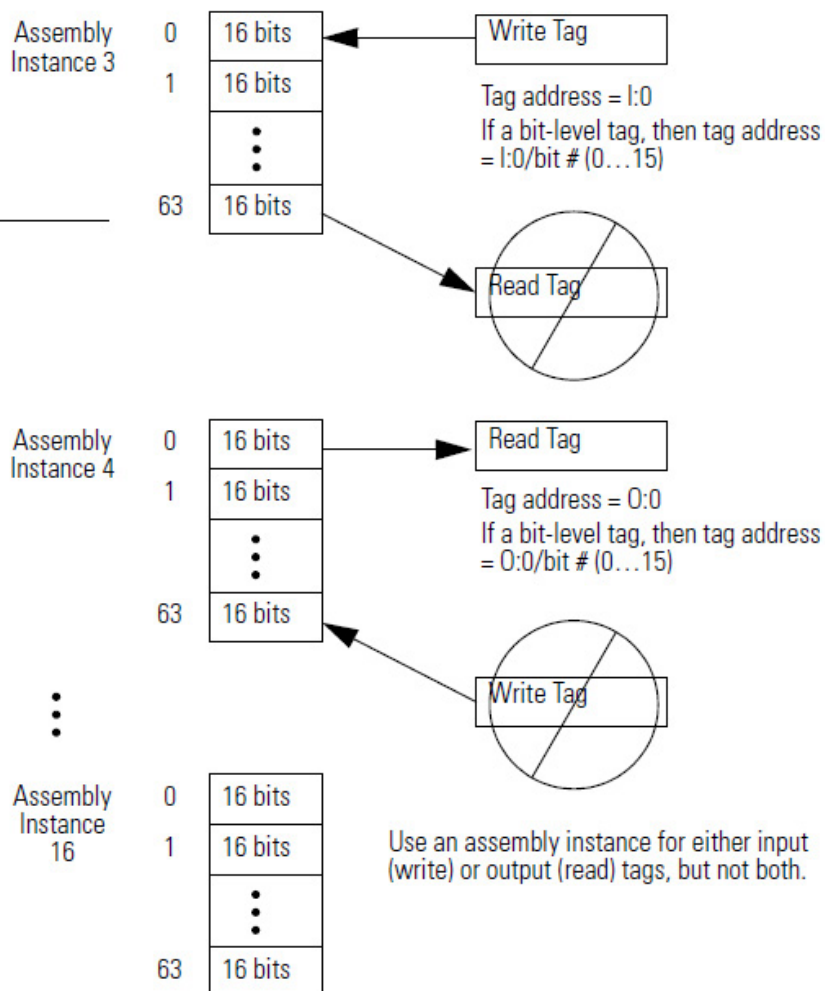 Assembly
Instance 3
0
16 bits
1
16 bits
63
16 bits
Write Tag
Tag address = I:0
If a bit-level tag, then tag address
= I:0/bit # (0…15)
Read Tag
Assembly
Instance 4
0
16 bits
1
16 bits
63
16 bits
Read Tag
Tag address = O:0
If a bit-level tag, then tag address
= O:0/bit # (0…15)
Write Tag
Assembly
Instance
16
0
16 bits
1
16 bits
63
16 bits
Use an assembly instance for either input
(write) or output (read) tags, but not both.